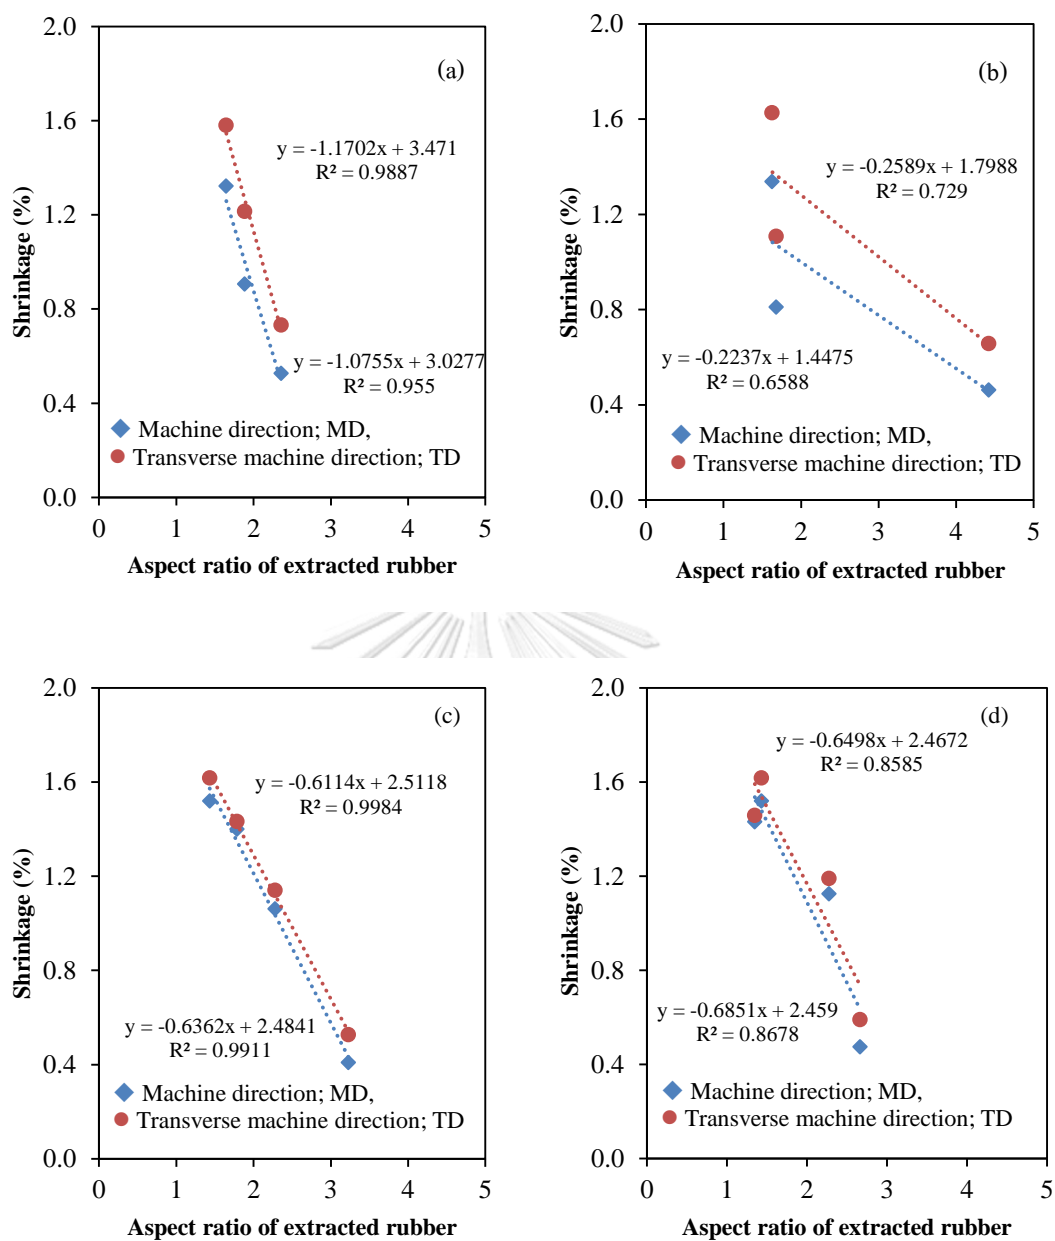 2.0
(a)
1.6
y = -1.1702x + 3.471
R² = 0.9887
1.2
Shrinkage (%)
0.8
y = -1.0755x + 3.0277
R² = 0.955
0.4
Machine direction; MD,
Transverse machine direction; TD
0.0
0 1 2 3 4 5
Aspect ratio of extracted rubber
2.0
(b)
1.6
y = -0.2589x + 1.7988
R² = 0.729
1.2
Shrinkage (%)
0.8
y = -0.2237x + 1.4475
R² = 0.6588
0.4
Machine direction; MD,
Transverse machine direction; TD
0.0
0 1 2 3 4 5
Aspect ratio of extracted rubber
2.0
(c)
1.6
y = -0.6114x + 2.5118
R² = 0.9984
1.2
Shrinkage (%)
0.8
y = -0.6362x + 2.4841
R² = 0.9911
0.4
Machine direction; MD,
Transverse machine direction; TD
0.0
0 1 2 3 4 5
Aspect ratio of extracted rubber
2.0
(d)
y = -0.6498x + 2.4672
R² = 0.8585
1.6
1.2
Shrinkage (%)
0.8
y = -0.6851x + 2.459
R² = 0.8678
0.4
Machine direction; MD,
Transverse machine direction; TD
0.0
0 1 2 3 4 5
Aspect ratio of extracted rubber